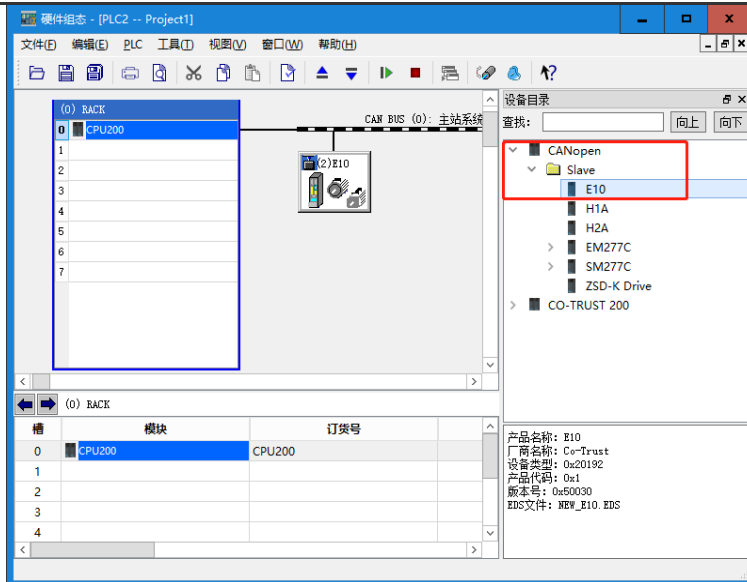 硬件组态 - [PLC2 -- Project1]
文件(F) 编辑(E) PLC 工具(T) 视图(V) 窗口(W) 帮助(H)
(0) RACK
0 CPU200
1
2
3
4
5
6
7
CAN BUS (0): 主站系统
(2)E10
设备目录
查找: 向上 向下
CANopen
Slave
E10
H1A
H2A
EM277C
SM277C
ZSD-K Drive
CO-TRUST 200
(0) RACK
槽 模块 订货号
0 CPU200 CPU200
1
2
3
4
产品名称: E10
厂商名称: Co-Trust
设备类型: 0x20192
产品代码: 0x1
版本号: 0x50030
EDS文件: NEW_E10.EDS